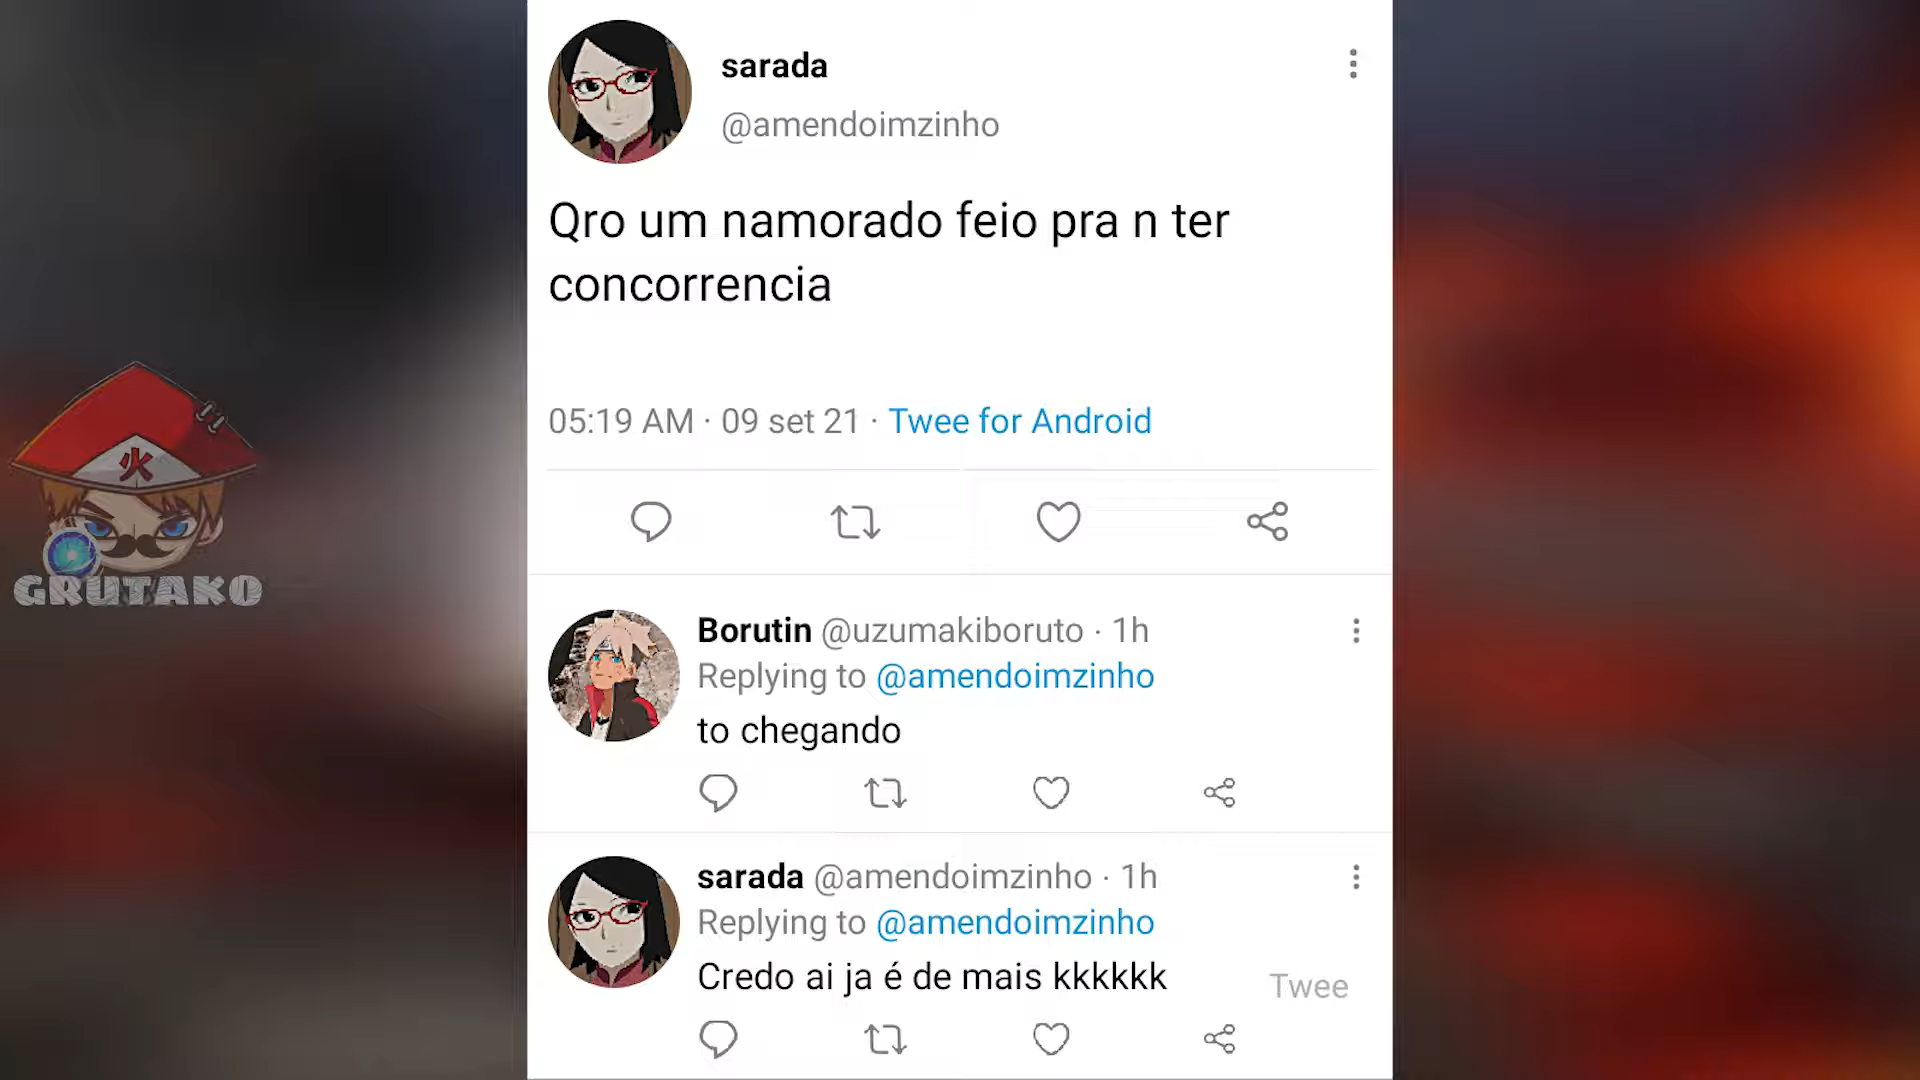 sarada
@amendoimzinho
Qro um namorado feio pra n ter
concorrencia
05:19 AM · 09 set 21 · Twee for Android
火
GRUTAKO
Borutin @uzumakiboruto · 1h
Replying to @amendoimzinho
to chegando
sarada @amendoimzinho · 1h
Replying to @amendoimzinho
Credo ai ja é de mais kkkkkk
Twee